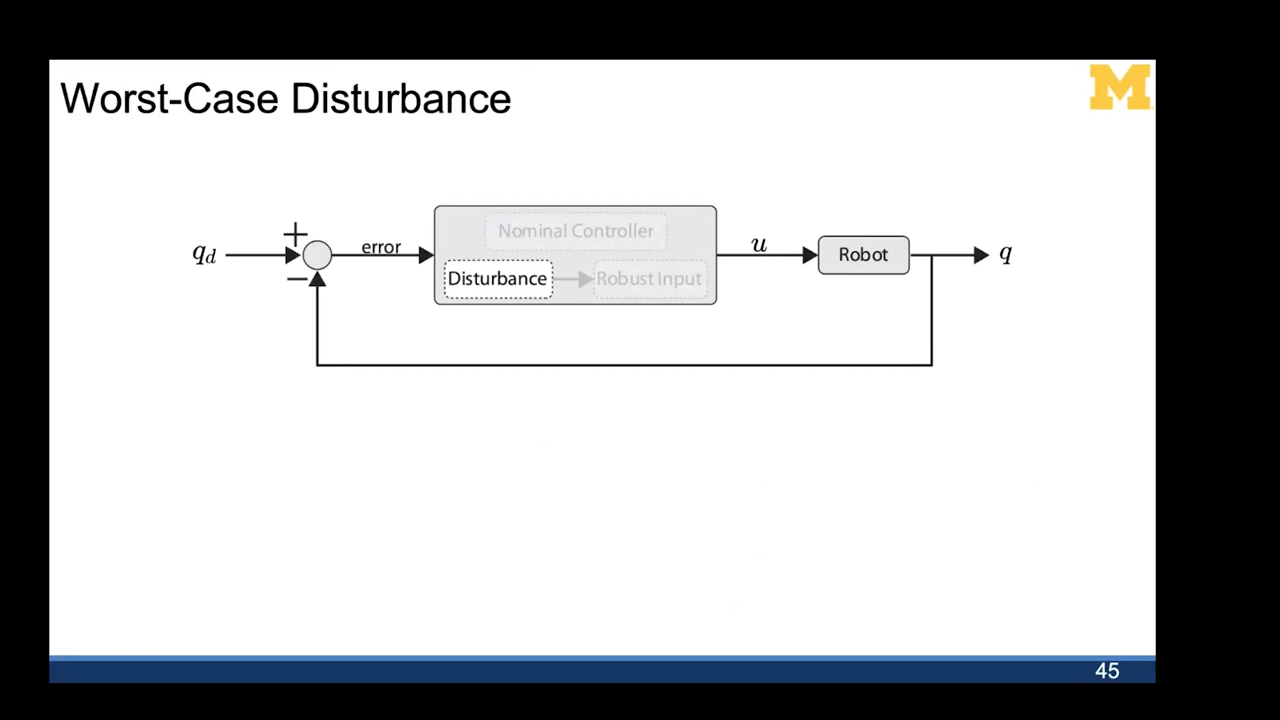 Worst-Case Disturbance
M
Nominal Controller
+
q_d
error
u
Robot
q
−
Disturbance
Robust Input
45